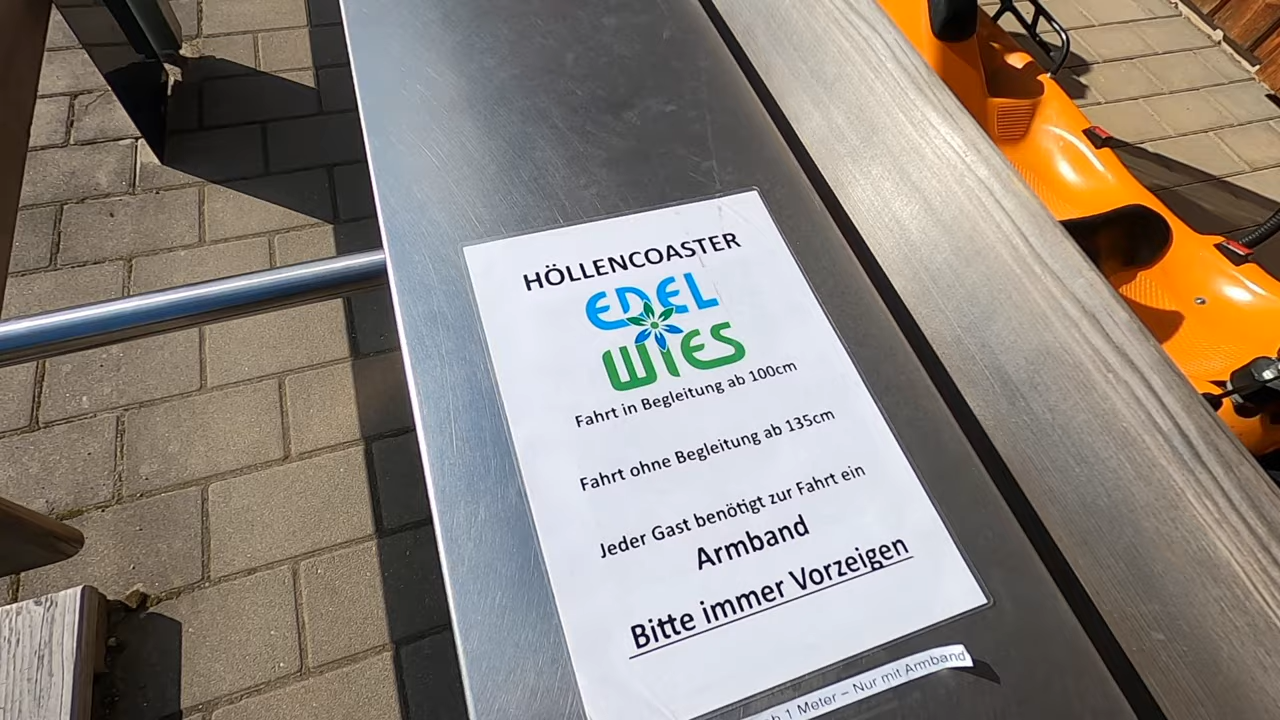 HÖLLENCOASTER
EDEL
WIES
Fahrt in Begleitung ab 100cm
Fahrt ohne Begleitung ab 135cm
Jeder Gast benötigt zur Fahrt ein
Armband
Bitte immer Vorzeigen
1 Meter – Nur mit Armband